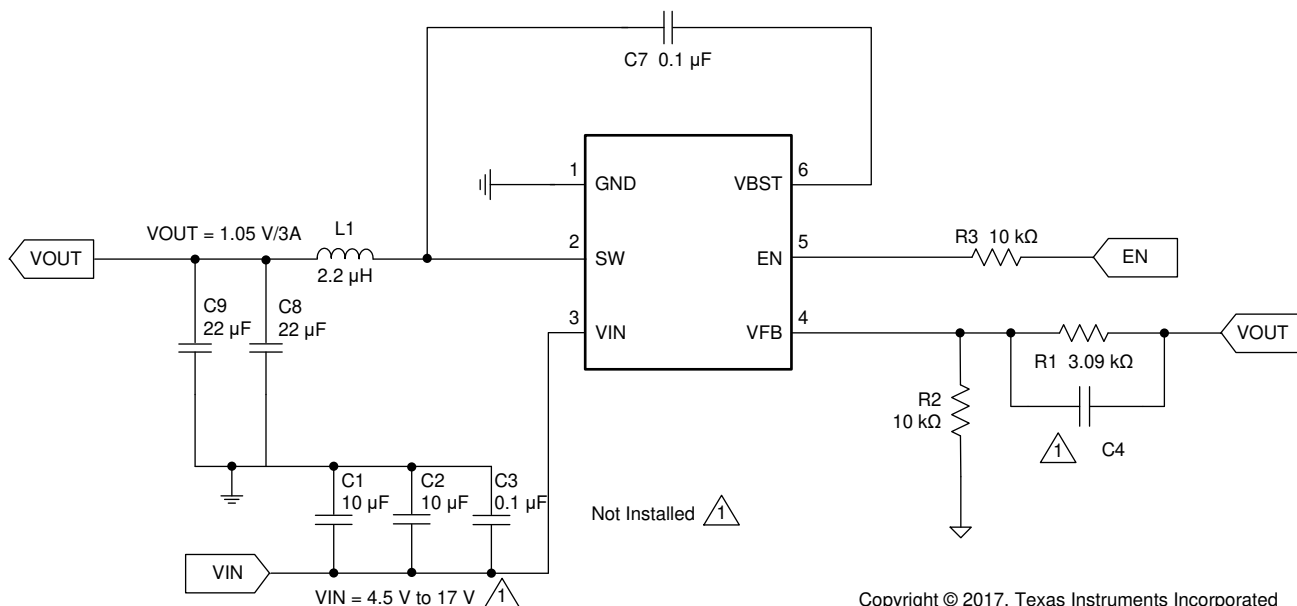 C7 0.1 µF
1
GND
VBST
6
VOUT
VOUT = 1.05 V/3A
L1
2.2 µH
2
SW
EN
5
R3 10 kΩ
EN
C9
22 µF
C8
22 µF
3
VIN
VFB
4
VOUT
R1 3.09 kΩ
R2
10 kΩ
1
C4
C1
10 µF
C2
10 µF
C3
0.1 µF
Not Installed 1
VIN
VIN = 4.5 V to 17 V 1
Copyright © 2017, Texas Instruments Incorporated